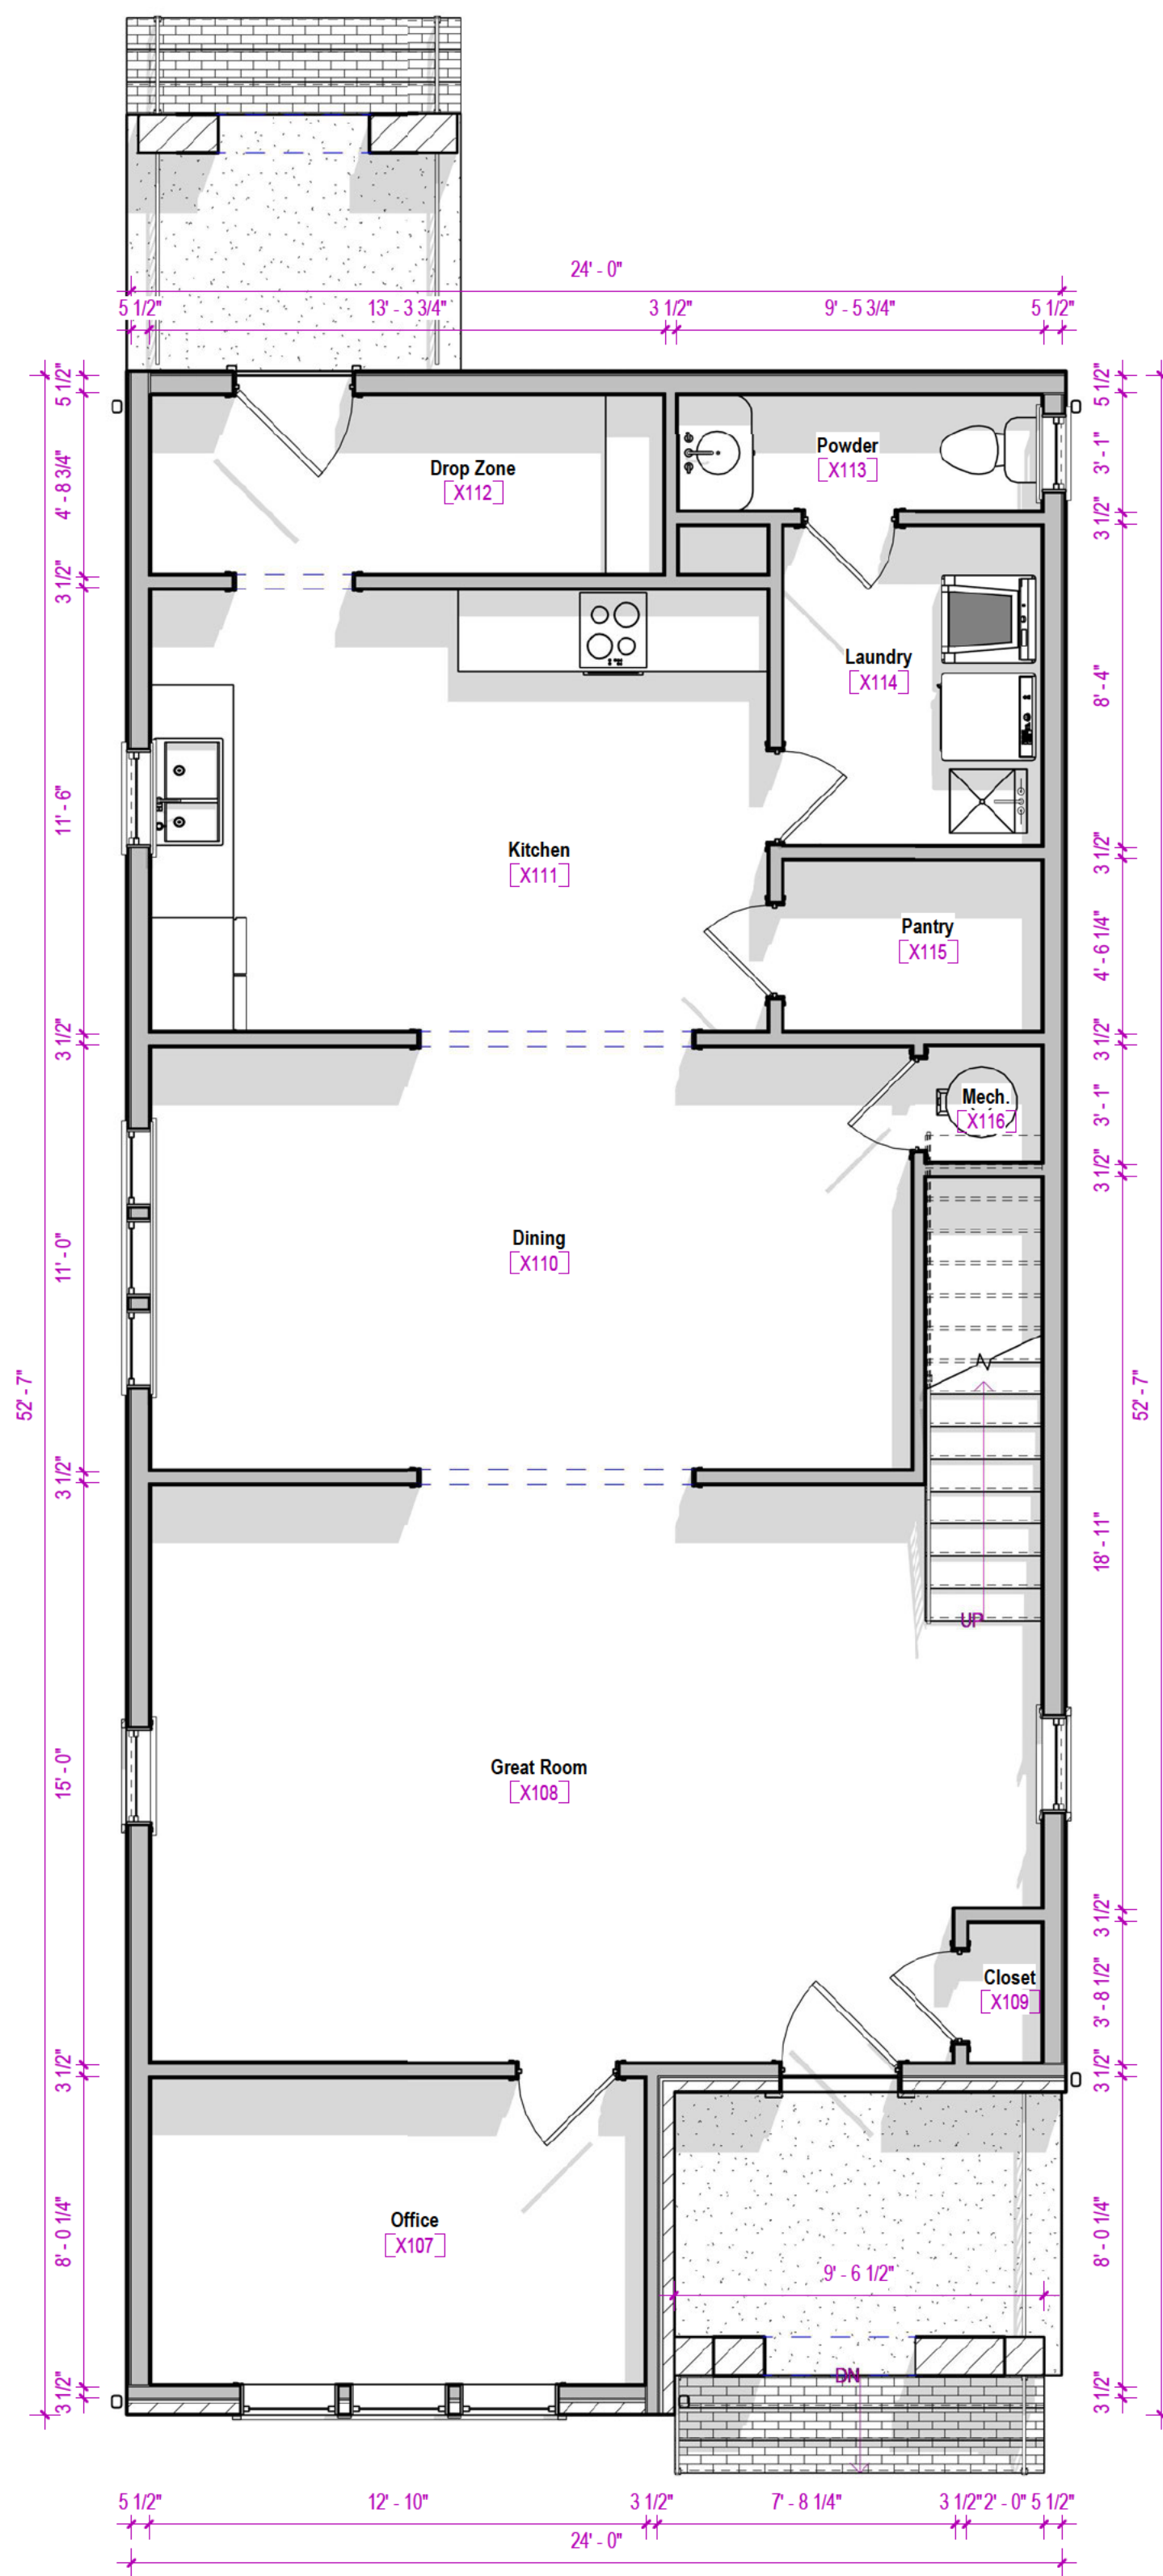 24' - 0"
5 1/2"
13' - 3 3/4"
3 1/2"
9' - 5 3/4"
5 1/2"
5 1/2"
5 1/2"
4' - 8 3/4"
3' - 1"
Powder
X113
Drop Zone
X112
3 1/2"
3 1/2"
Laundry
X114
8' - 4"
11' - 6"
Kitchen
X111
3 1/2"
Pantry
X115
4' - 6 1/4"
3 1/2"
3 1/2"
Mech.
X116
3' - 1"
3 1/2"
Dining
X110
11' - 0"
52' - 7"
52' - 7"
3 1/2"
18' - 11"
UP
Great Room
X108
15' - 0"
3 1/2"
Closet
X109
3' - 8 1/2"
3 1/2"
3 1/2"
Office
X107
8' - 0 1/4"
8' - 0 1/4"
9' - 6 1/2"
DN
3 1/2"
3 1/2"
5 1/2"
12' - 10"
3 1/2"
7' - 8 1/4"
3 1/2"
2' - 0"
5 1/2"
24' - 0"